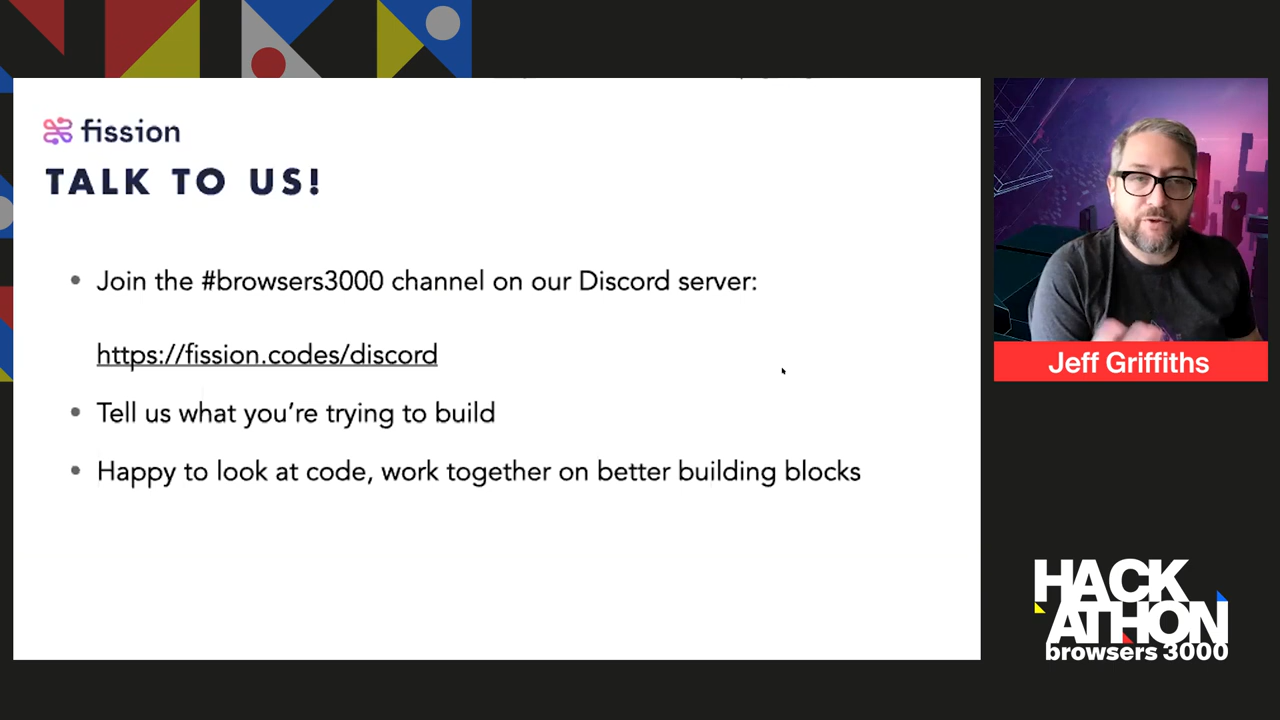 fission
TALK TO US!
Join the #browsers3000 channel on our Discord server:
https://fission.codes/discord
Tell us what you’re trying to build
Happy to look at code, work together on better building blocks
Jeff Griffiths
HACK
ATHON
browsers 3000